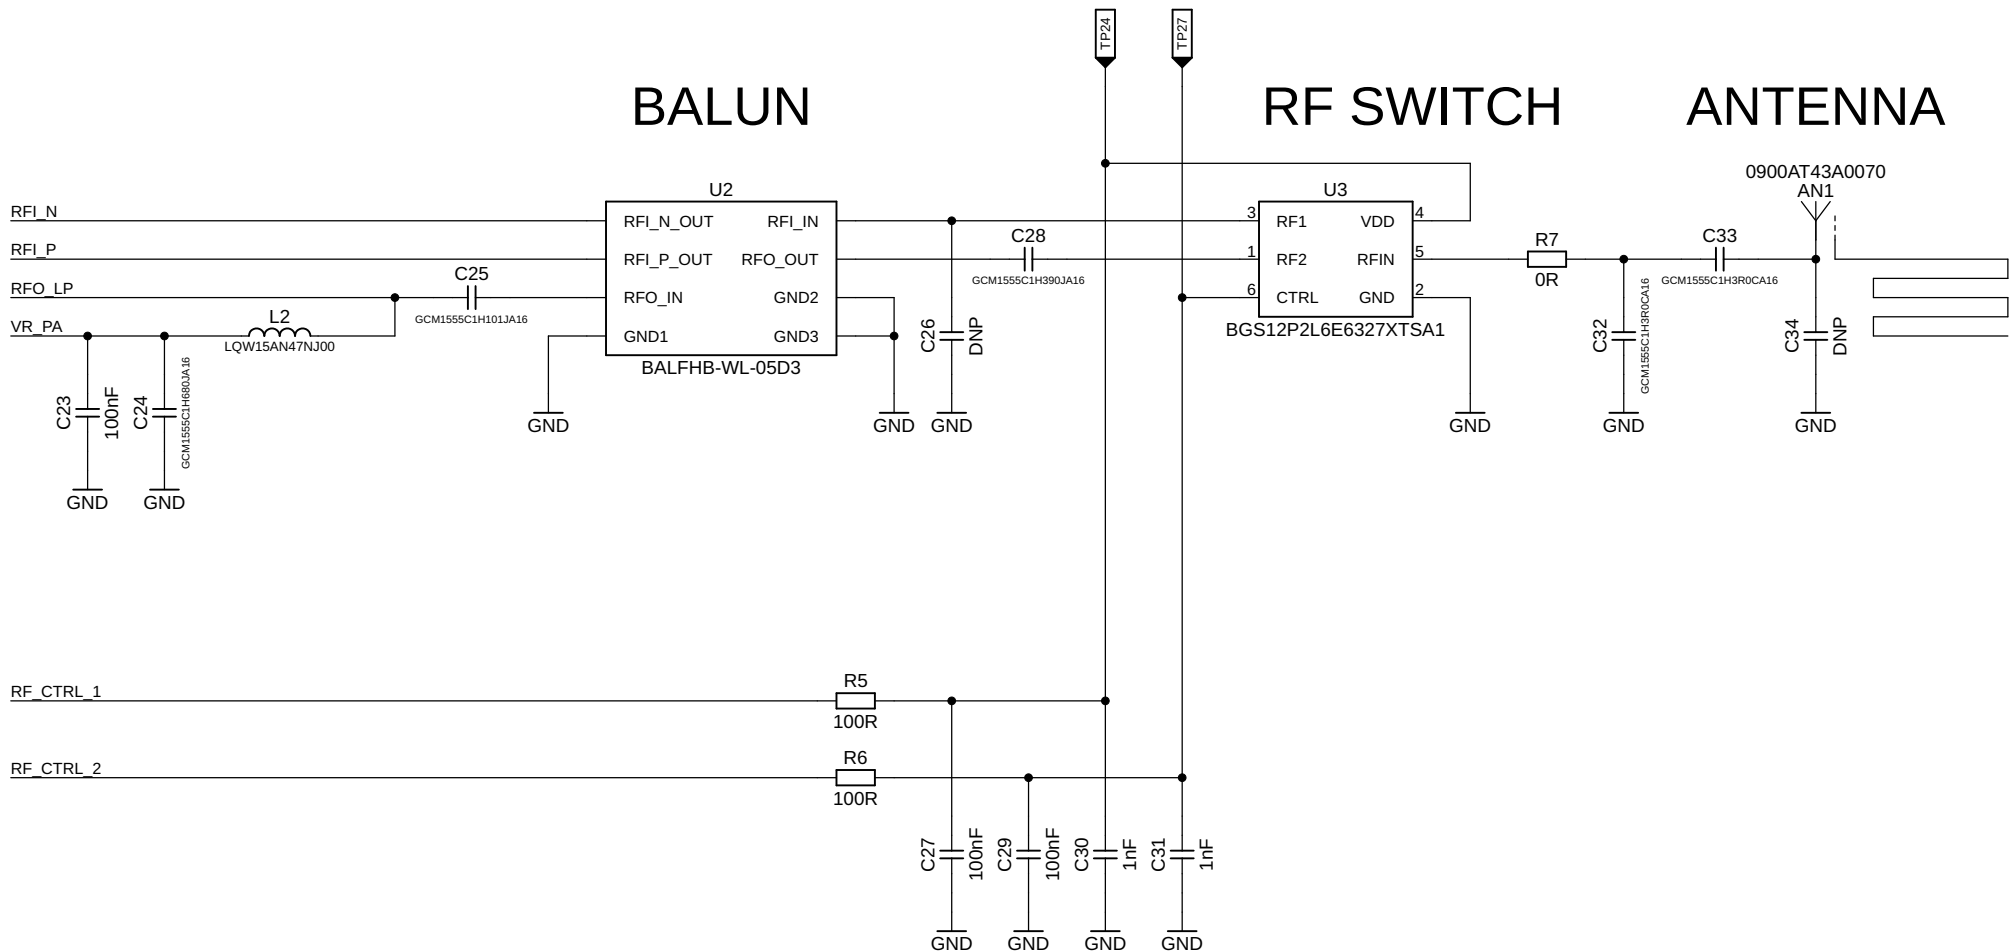 TP24
TP27
BALUN
RF SWITCH
ANTENNA
0900AT43A0070
AN1
U2
U3
RFI_N
RFI_N_OUT
RFI_IN
3
RF1
VDD
4
C28
R7
C33
RFI_P
RFI_P_OUT
RFO_OUT
1
RF2
RFIN
5
GCM1555C1H390JA16
0R
GCM1555C1H3R0CA16
C25
RFO_LP
RFO_IN
GND2
6
CTRL
GND
2
GCM1555C1H101JA16
L2
VR_PA
GND1
GND3
BGS12P2L6E6327XTSA1
LQW15AN47NJ00
C26
DNP
C32
GCM1555C1H3R0CA16
C34
DNP
BALFHB-WL-05D3
C23
100nF
C24
GCM1555C1H680JA16
GND
GND
GND
GND
GND
GND
GND
GND
R5
RF_CTRL_1
100R
R6
RF_CTRL_2
100R
C27
100nF
C29
100nF
C30
1nF
C31
1nF
GND
GND
GND
GND